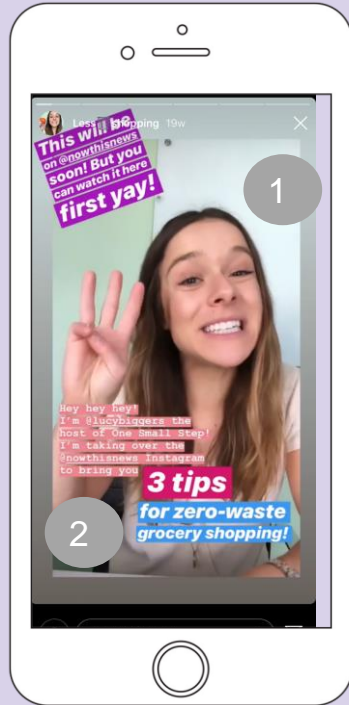 Less Shopping 19w
This will be
on @nowthisnews
soon! But you
can watch it here
first yay!
1
Hey hey hey!
I'm @lucybiggers the
host of One Small Step!
I'm taking over the
@nowthisnews Instagram
to bring you
3 tips
for zero-waste
grocery shopping!
2